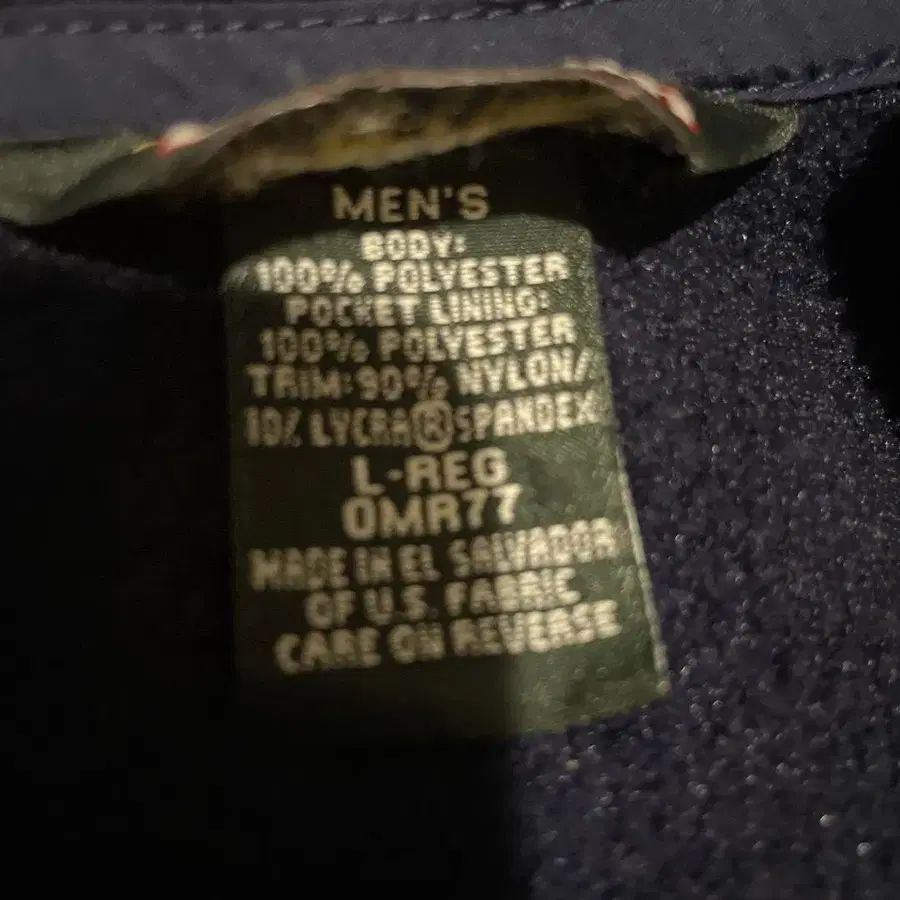 MEN'S
BODY:
100% POLYESTER
POCKET LINING:
100% POLYESTER
TRIM: 90% NYLON/
10% LYCRA® SPANDEX
L-REG
0MR77
MADE IN EL SALVADOR
OF U.S. FABRIC
CARE ON REVERSE